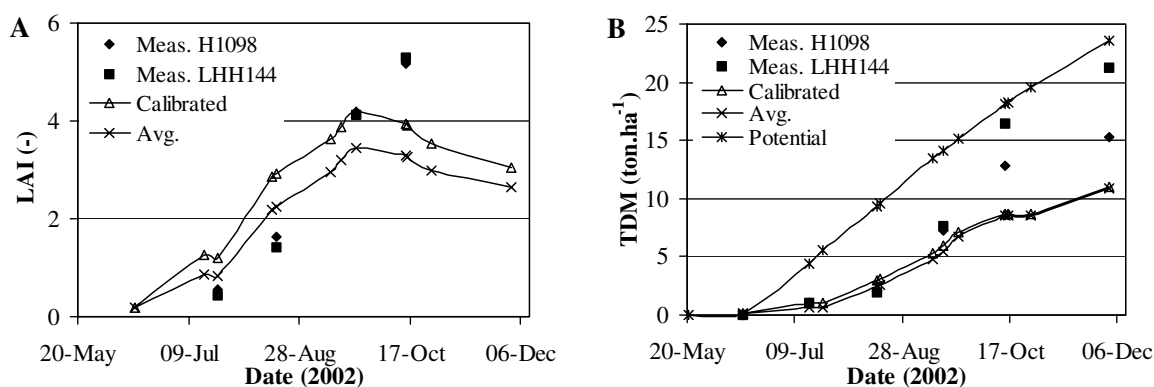 A
LAI (-)
6
4
2
0
Meas. H1098
Meas. LHH144
Calibrated
Avg.
20-May 09-Jul 28-Aug 17-Oct 06-Dec
Date (2002)
B
TDM (ton.ha⁻¹)
25
20
15
10
5
0
Meas. H1098
Meas. LHH144
Calibrated
Avg.
Potential
20-May 09-Jul 28-Aug 17-Oct 06-Dec
Date (2002)